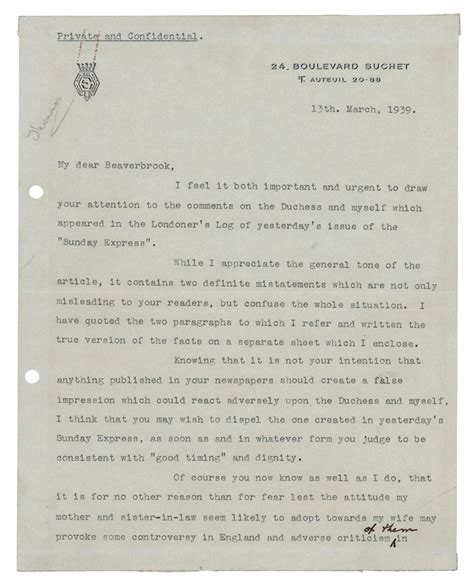 Private and Confidential.
24, BOULEVARD SUCHET
T. AUTEUIL 20-88
Thomas
13th. March, 1939.
My dear Beaverbrook,
I feel it both important and urgent to draw
your attention to the comments on the Duchess and myself which
appeared in the Londoner's Log of yesterday's issue of the
"Sunday Express".
While I appreciate the general tone of the
article, it contains two definite mistatements which are not only
misleading to your readers, but confuse the whole situation. I
have quoted the two paragraphs to which I refer and written the
true version of the facts on a separate sheet which I enclose.
Knowing that it is not your intention that
anything published in your newspapers should create a false
impression which could react adversely upon the Duchess and myself,
I think that you may wish to dispel the one created in yesterday's
Sunday Express, as soon as and in whatever form you judge to be
consistent with "good timing" and dignity.
Of course you now know as well as I do, that
it is for no other reason than for fear lest the attitude my
mother and sister-in-law seem likely to adopt towards my wife may
of them
provoke some controversy in England and adverse criticism in